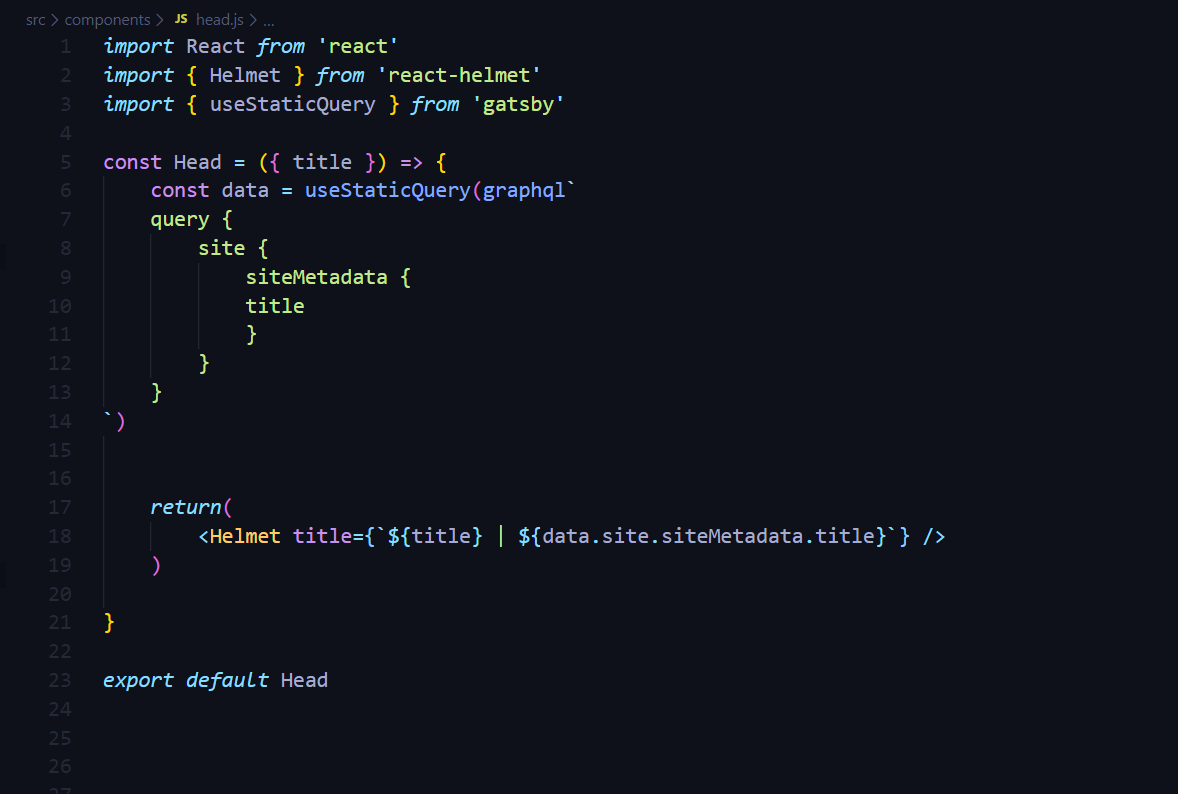 src > components > JS head.js > ...
1 import React from 'react'
2 import { Helmet } from 'react-helmet'
3 import { useStaticQuery } from 'gatsby'
4
5 const Head = ({ title }) => {
6     const data = useStaticQuery(graphql`
7     query {
8         site {
9             siteMetadata {
10             title
11             }
12         }
13     }
14 `)
15
16
17     return(
18         <Helmet title={`${title} | ${data.site.siteMetadata.title}`} />
19     )
20
21 }
22
23 export default Head
24
25
26
27